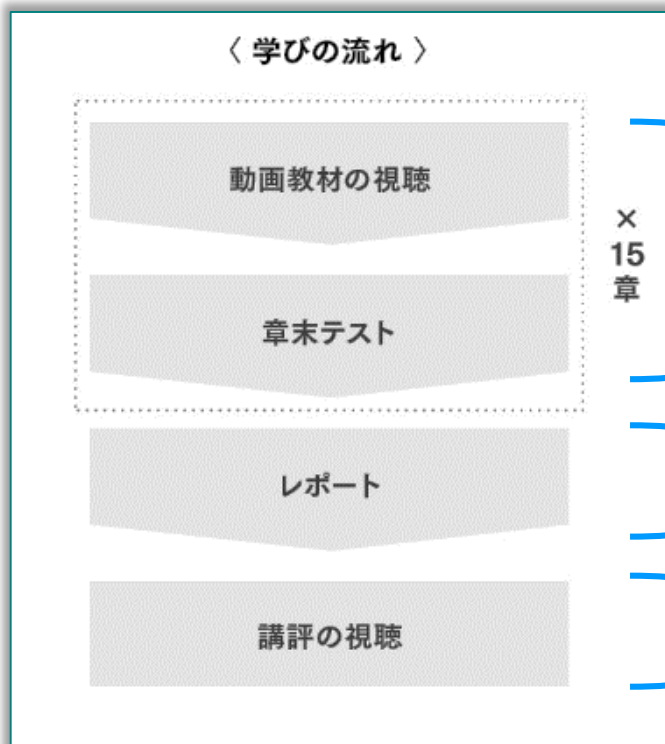 〈 学びの流れ 〉
動画教材の視聴
×
15
章
章末テスト
レポート
講評の視聴